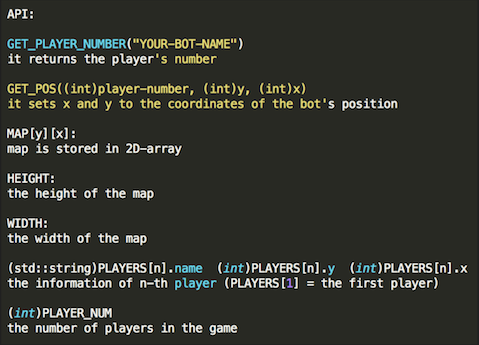 API:
GET_PLAYER_NUMBER("YOUR-BOT-NAME")
it returns the player's number
GET_POS((int)player-number, (int)y, (int)x)
it sets x and y to the coordinates of the bot's position
MAP[y][x]:
map is stored in 2D-array
HEIGHT:
the height of the map
WIDTH:
the width of the map
(std::string)PLAYERS[n].name  (int)PLAYERS[n].y  (int)PLAYERS[n].x
the information of n-th player (PLAYERS[1] = the first player)
(int)PLAYER_NUM
the number of players in the game